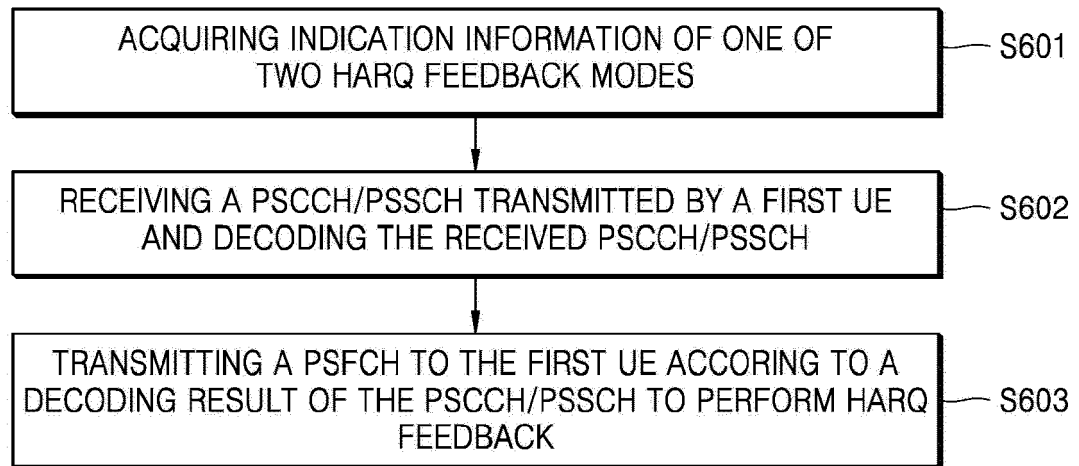 ACQUIRING INDICATION INFORMATION OF ONE OF
TWO HARQ FEEDBACK MODES
S601
RECEIVING A PSCCH/PSSCH TRANSMITTED BY A FIRST UE
AND DECODING THE RECEIVED PSCCH/PSSCH
S602
TRANSMITTING A PSFCH TO THE FIRST UE ACCORING TO A
DECODING RESULT OF THE PSCCH/PSSCH TO PERFORM HARQ
FEEDBACK
S603